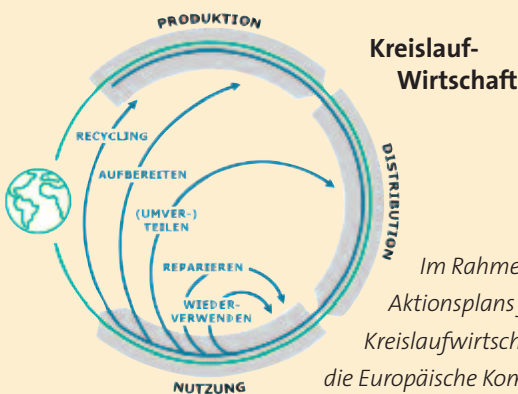 PRODUKTION
Kreislauf-
Wirtschaft
RECYCLING
AUFBEREITEN
DISTRIBUTION
(UMVER-)
TEILEN
REPARIEREN
WIEDER-
VERWENDEN
NUTZUNG
Im Rahme
Aktionsplans
Kreislaufwirtsch
die Europäische Kon